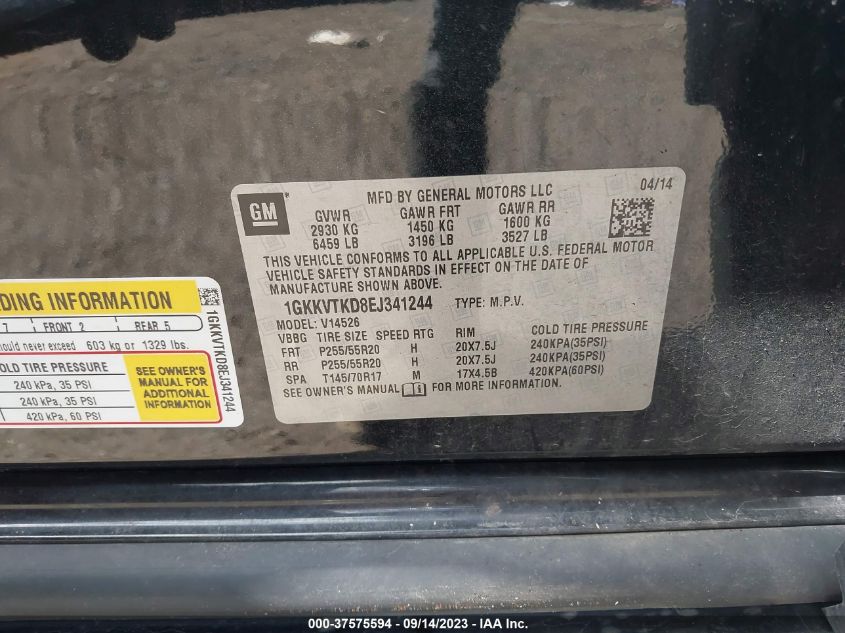 GM
MFD BY GENERAL MOTORS LLC 04/14
GVWR GAWR FRT GAWR RR
2930 KG 1450 KG 1600 KG
6459 LB 3196 LB 3527 LB
THIS VEHICLE CONFORMS TO ALL APPLICABLE U.S. FEDERAL MOTOR
VEHICLE SAFETY STANDARDS IN EFFECT ON THE DATE OF
MANUFACTURE SHOWN ABOVE.
1GKKVTKD8EJ341244 TYPE: M.P.V.
MODEL: V14526
VBBG TIRE SIZE SPEED RTG RIM COLD TIRE PRESSURE
FRT P255/55R20 H 20X7.5J 240KPA(35PSI)
RR P255/55R20 H 20X7.5J 240KPA(35PSI)
SPA T145/70R17 M 17X4.5B 420KPA(60PSI)
SEE OWNER'S MANUAL FOR MORE INFORMATION.
DING INFORMATION
7 FRONT 2 REAR 5
should never exceed 603 kg or 1329 lbs.
COLD TIRE PRESSURE
240 kPa, 35 PSI
240 kPa, 35 PSI
420 kPa, 60 PSI
SEE OWNER'S
MANUAL FOR
ADDITIONAL
INFORMATION
1GKKVTKD8EJ341244
000-37575594 - 09/14/2023 - IAA Inc.